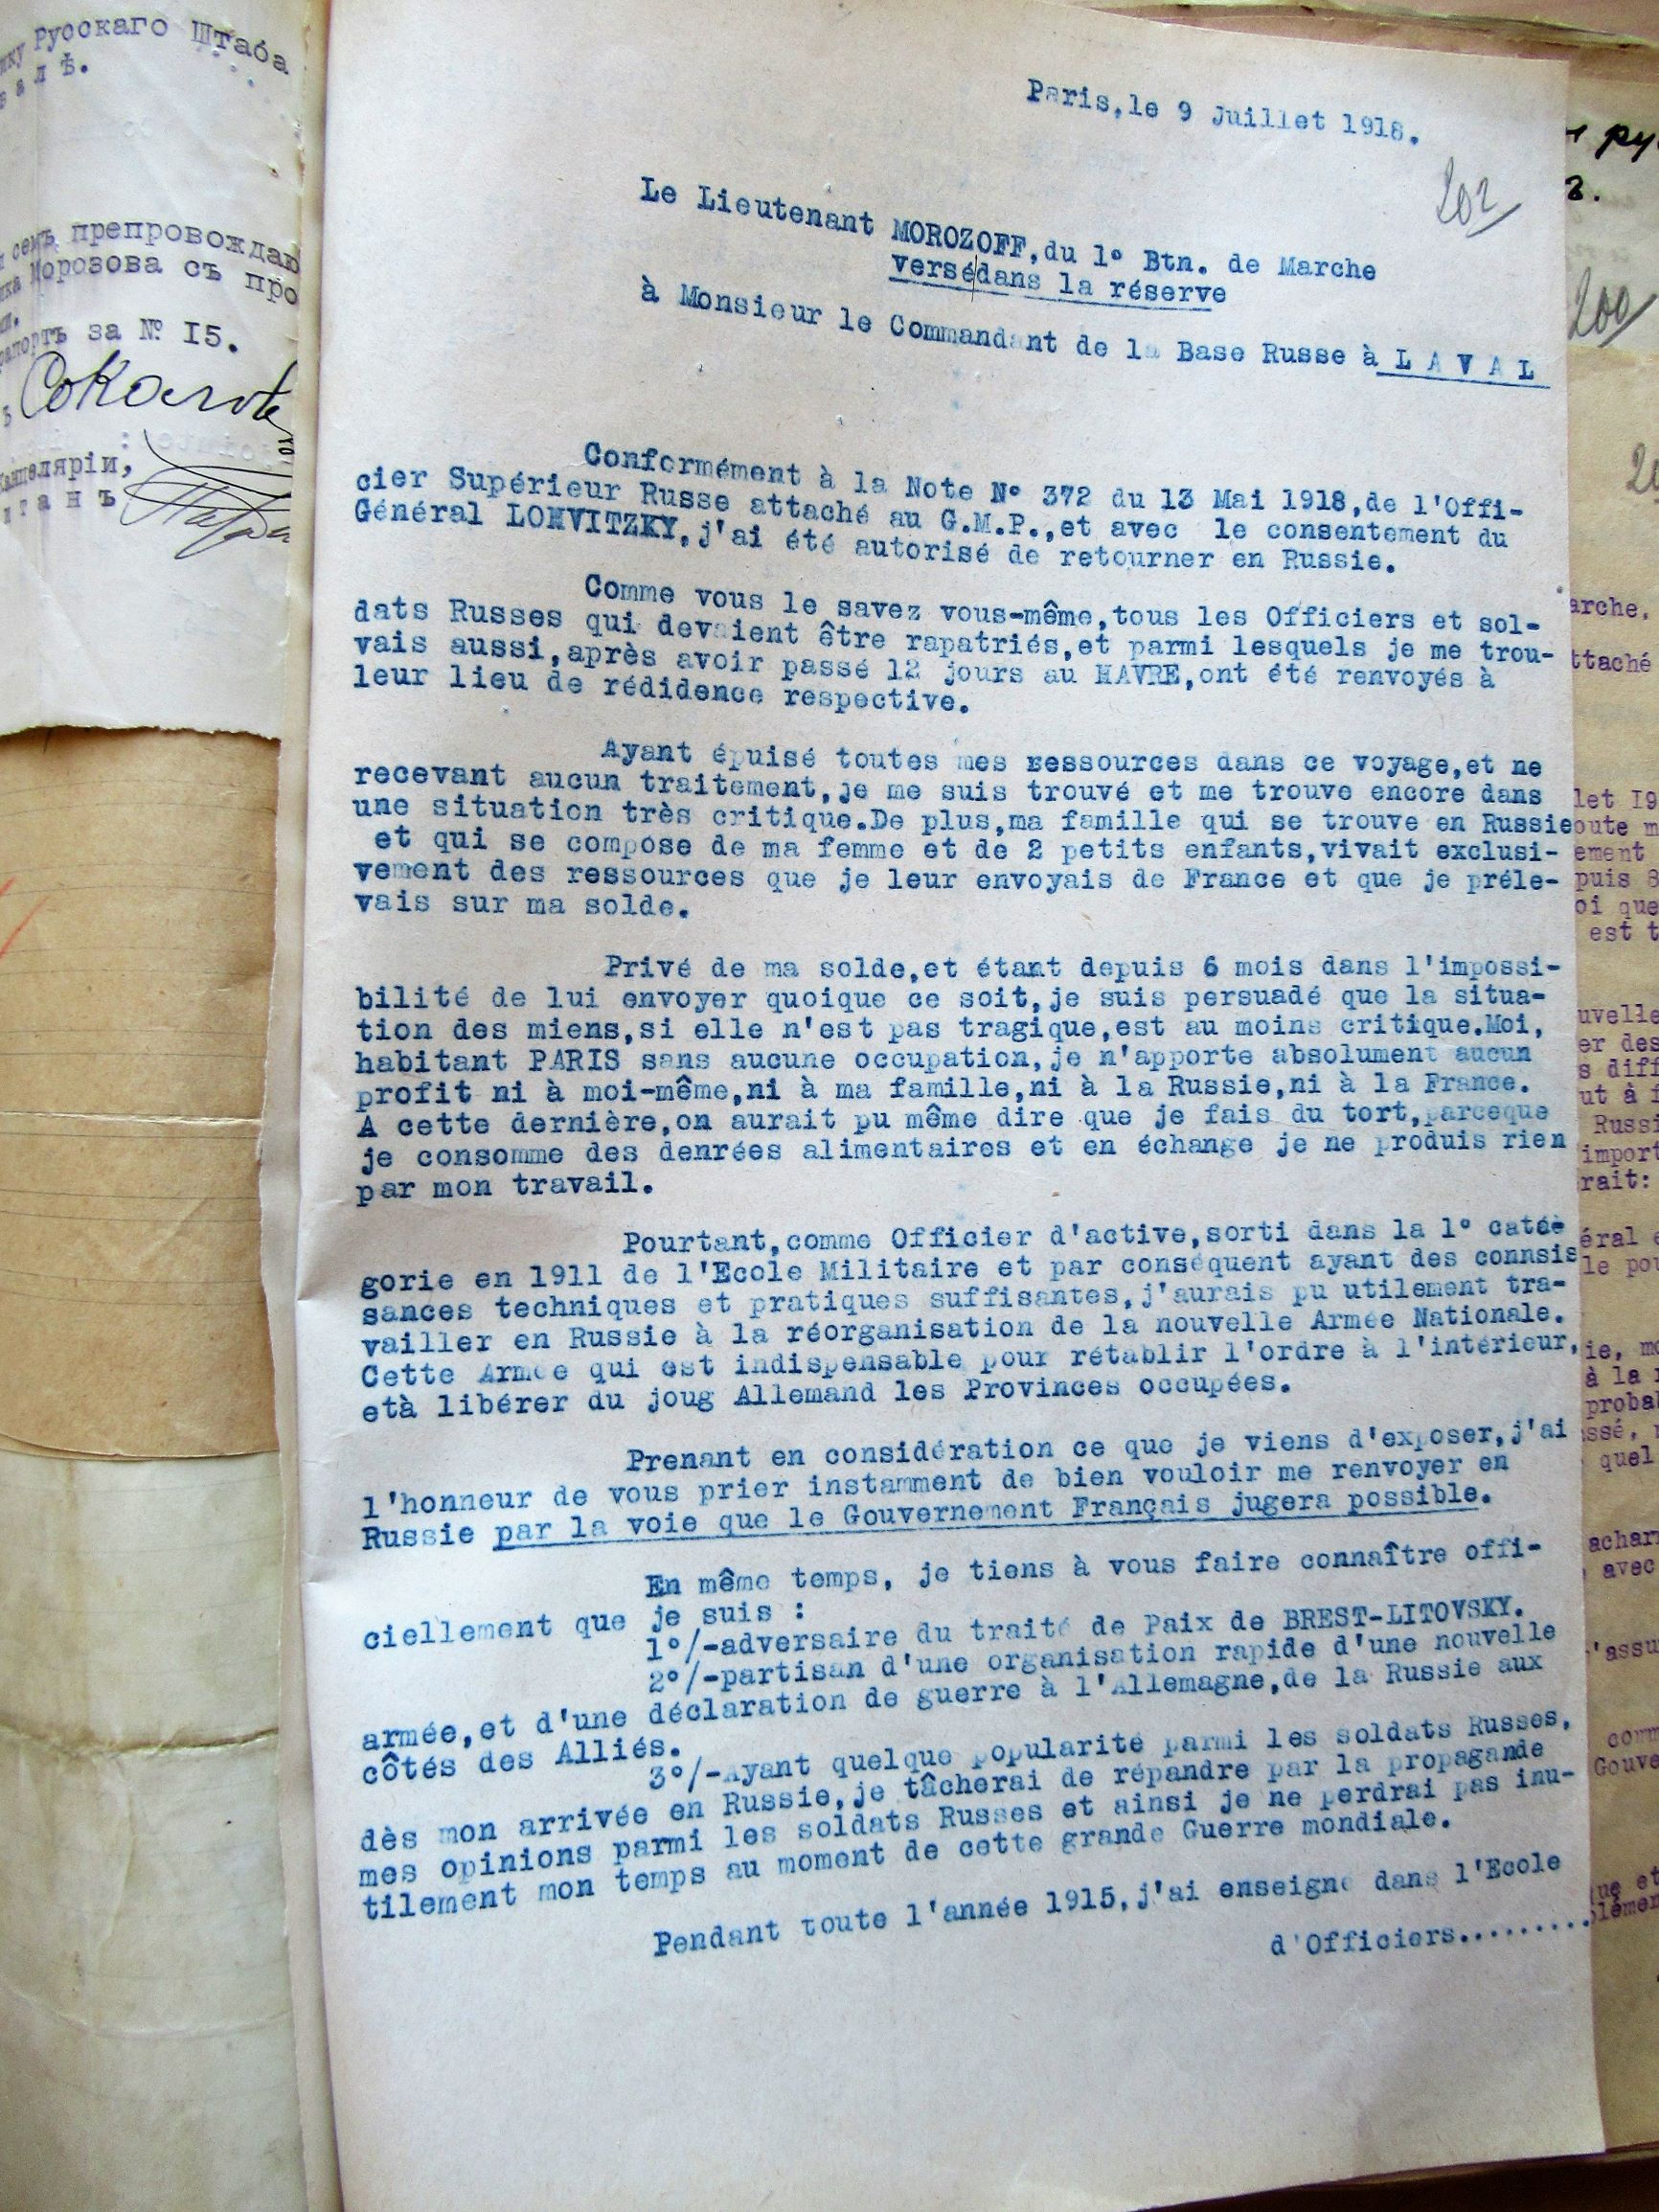 Русскаго Штаба
препровождаю
Морозова съ про
за № 15.
Соколов
Канцеляріи,
Paris,le 9 Juillet 1918.
202
Le Lieutenant MOROZOFF,du 1° Btn. de Marche
versé dans la réserve
à Monsieur le Commandant de la Base Russe à L A V A L
Conformément à la Note N° 372 du 13 Mai 1918,de l'Offi-
cier Supérieur Russe attaché au G.M.P.,et avec le consentement du
Général LOHVITZKY,j'ai été autorisé de retourner en Russie.
Comme vous le savez vous-même,tous les Officiers et sol-
dats Russes qui devaient être rapatriés,et parmi lesquels je me trou-
vais aussi,après avoir passé 12 jours au HAVRE,ont été renvoyés à
leur lieu de rédidence respective.
Ayant épuisé toutes mes ressources dans ce voyage,et ne
recevant aucun traitement,je me suis trouvé et me trouve encore dans
une situation très critique.De plus,ma famille qui se trouve en Russie
et qui se compose de ma femme et de 2 petits enfants,vivait exclusi-
vement des ressources que je leur envoyais de France et que je préle-
vais sur ma solde.
Privé de ma solde,et étant depuis 6 mois dans l'impossi-
bilité de lui envoyer quoique ce soit,je suis persuadé que la situa-
tion des miens,si elle n'est pas tragique,est au moins critique.Moi,
habitant PARIS sans aucune occupation,je n'apporte absolument aucun
profit ni à moi-même,ni à ma famille,ni à la Russie,ni à la France.
A cette dernière,on aurait pu même dire que je fais du tort,parceque
je consomme des denrées alimentaires et en échange je ne produis rien
par mon travail.
Pourtant,comme Officier d'active,sorti dans la 1° caté-
gorie en 1911 de l'Ecole Militaire et par conséquent ayant des connsis
sances techniques et pratiques suffisantes,j'aurais pu utilement tra-
vailler en Russie à la réorganisation de la nouvelle Armée Nationale.
Cette Armée qui est indispensable pour rétablir l'ordre à l'intérieur,
età libérer du joug Allemand les Provinces occupées.
Prenant en considération ce que je viens d'exposer,j'ai
l'honneur de vous prier instamment de bien vouloir me renvoyer en
Russie par la voie que le Gouvernement Français jugera possible.
En même temps, je tiens à vous faire connaître offi-
ciellement que je suis :
1°/-adversaire du traité de Paix de BREST-LITOVSKY.
2°/-partisan d'une organisation rapide d'une nouvelle
armée,et d'une déclaration de guerre à l'Allemagne,de la Russie aux
côtés des Alliés.
3°/-Ayant quelque popularité parmi les soldats Russes,
dès mon arrivée en Russie,je tâcherai de répandre par la propagande
mes opinions parmi les soldats Russes et ainsi je ne perdrai pas inu-
tilement mon temps au moment de cette grande Guerre mondiale.
Pendant toute l'année 1915,j'ai enseigné dans l'Ecole
d'Officiers.........
200